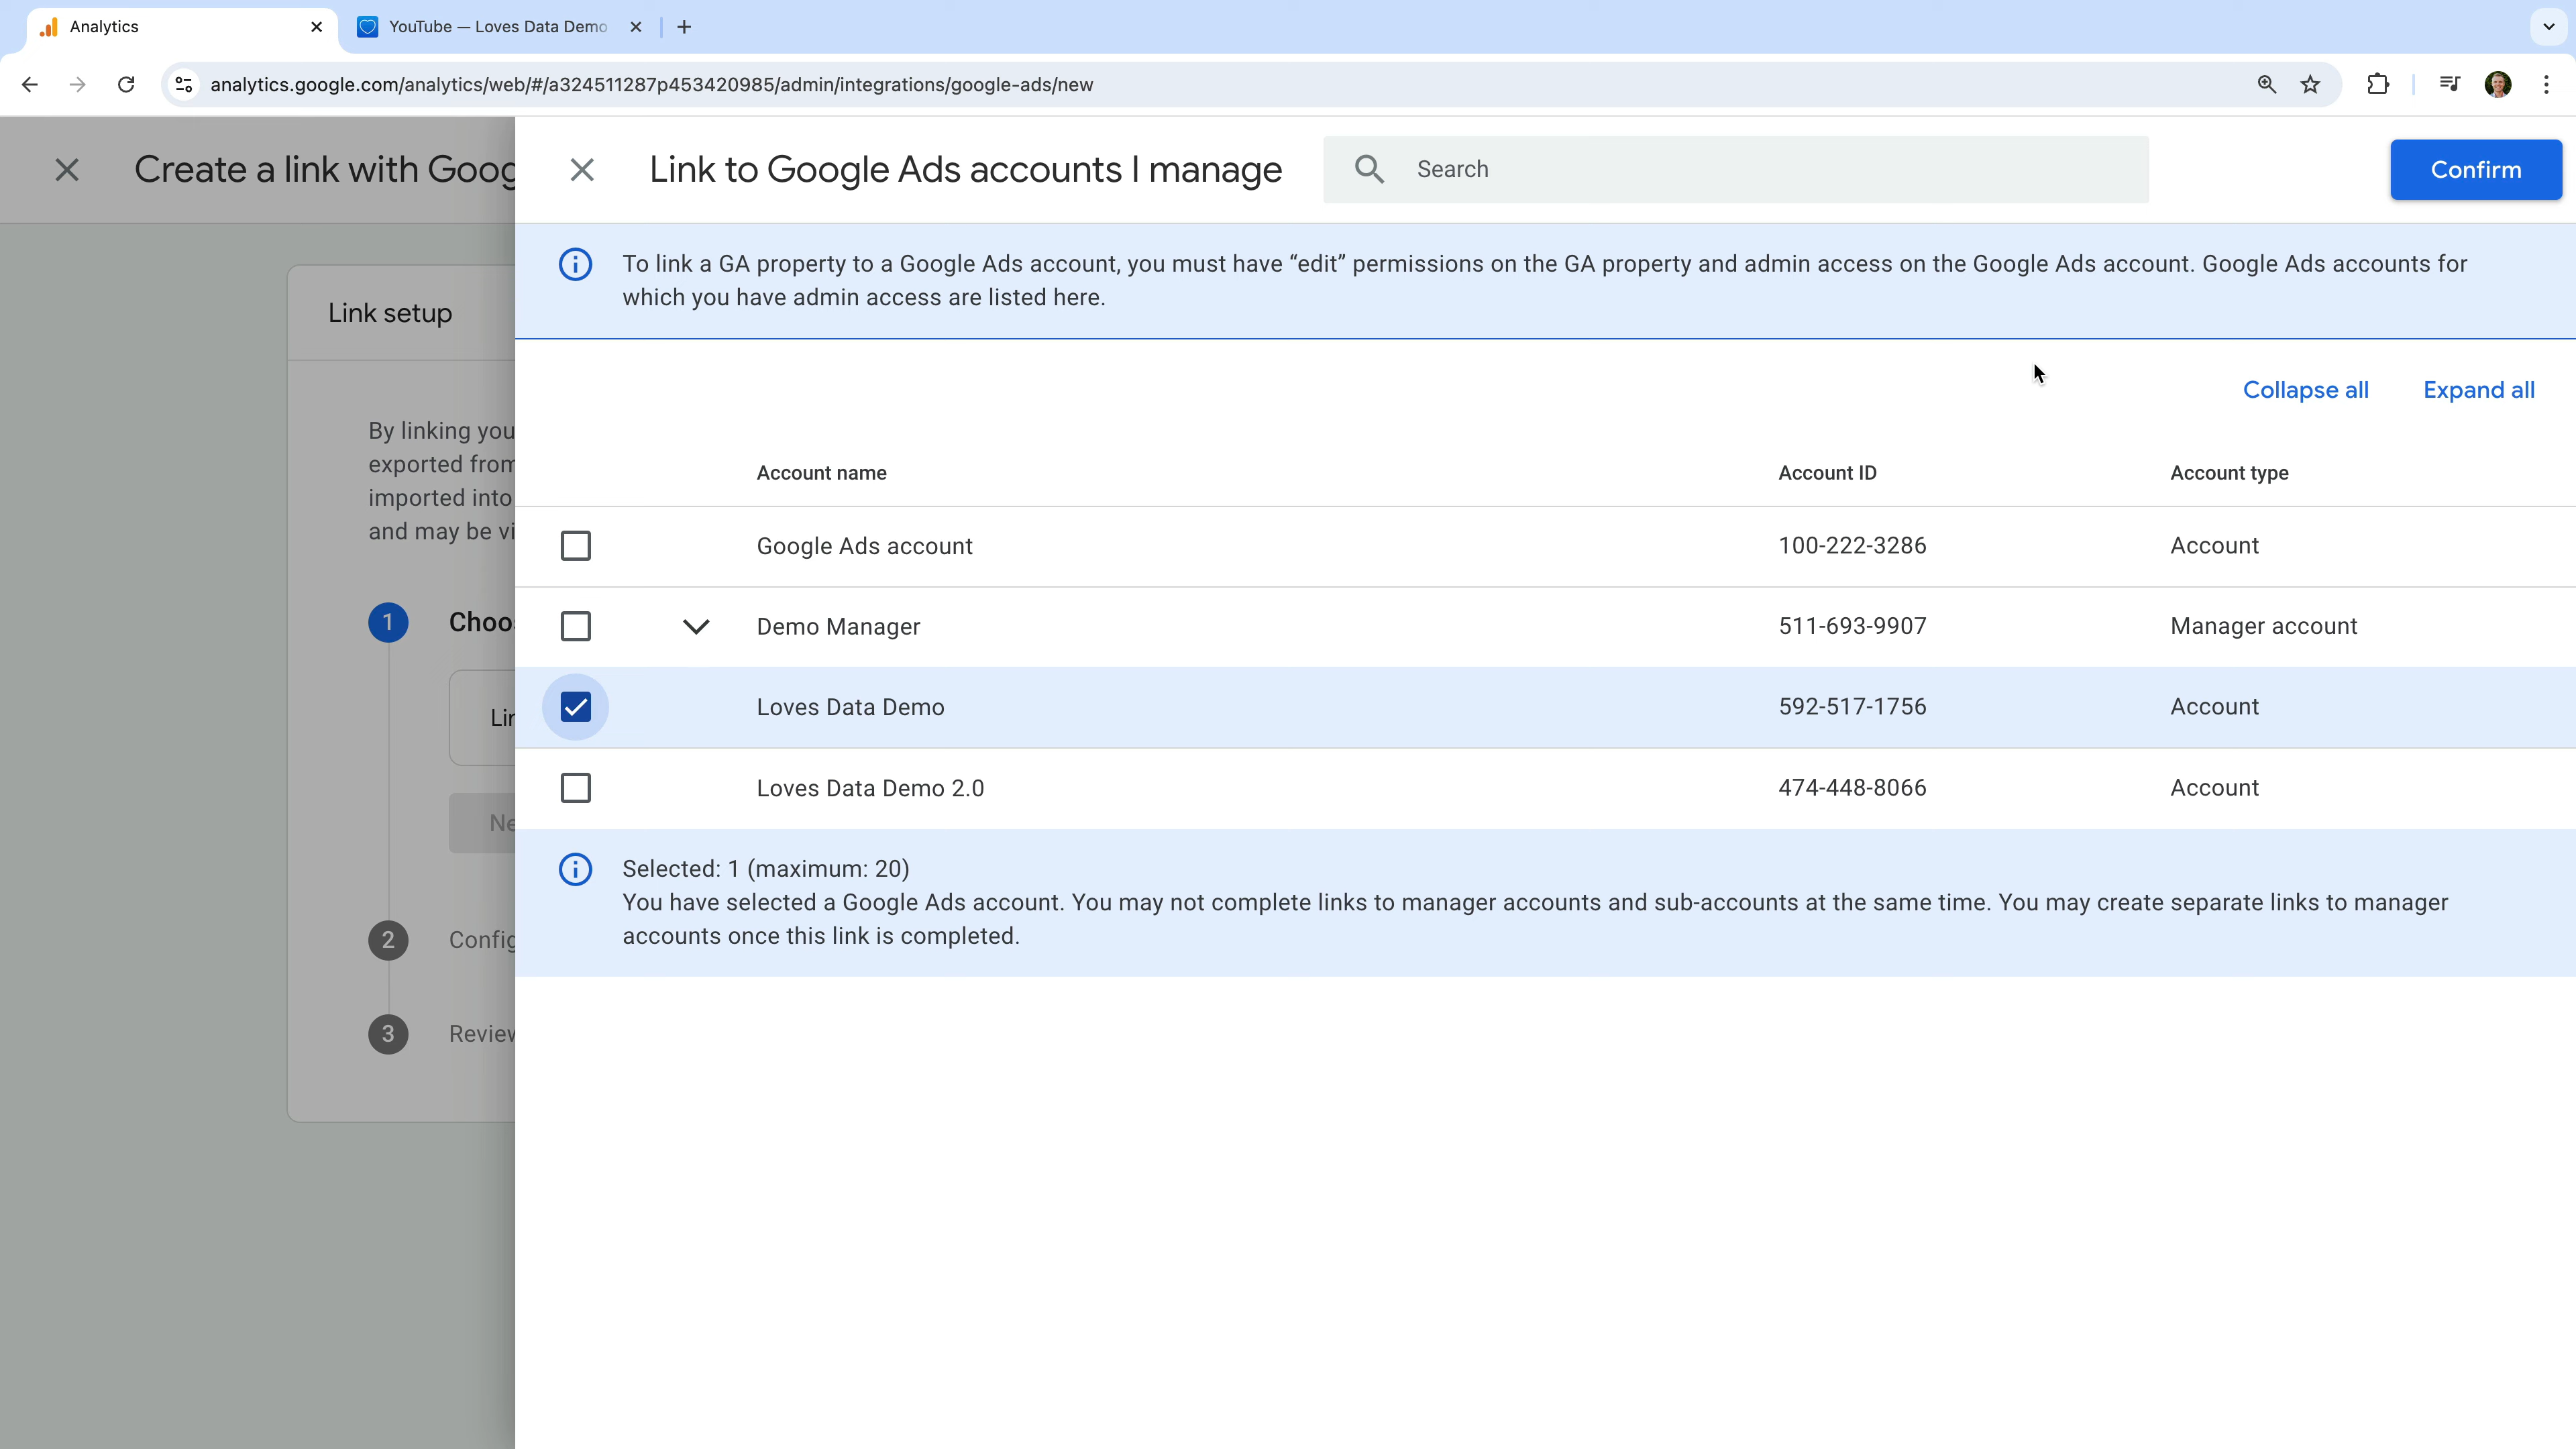 Analytics
YouTube — Loves Data Demo
analytics.google.com/analytics/web/#/a324511287p453420985/admin/integrations/google-ads/new
Create a link with Goog
Link to Google Ads accounts I manage
Search
Confirm
To link a GA property to a Google Ads account, you must have “edit” permissions on the GA property and admin access on the Google Ads account. Google Ads accounts for
which you have admin access are listed here.
Link setup
Collapse all
Expand all
By linking you
exported from
imported into
and may be vi
Account name Account ID Account type
Google Ads account 100-222-3286 Account
1 Choo
Demo Manager 511-693-9907 Manager account
Lin
Loves Data Demo 592-517-1756 Account
Loves Data Demo 2.0 474-448-8066 Account
Ne
Selected: 1 (maximum: 20)
You have selected a Google Ads account. You may not complete links to manager accounts and sub-accounts at the same time. You may create separate links to manager
accounts once this link is completed.
2 Config
3 Review